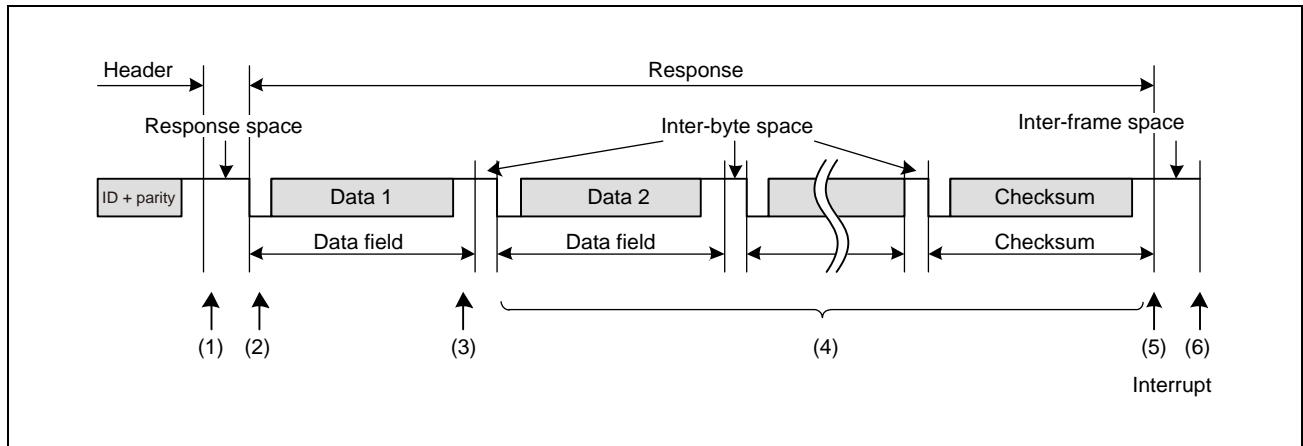 Header
Response
Response space
Inter-byte space
Inter-frame space
ID + parity
Data 1
Data 2
Checksum
Data field
Data field
Checksum
(1)
(2)
(3)
(4)
(5)
(6)
Interrupt